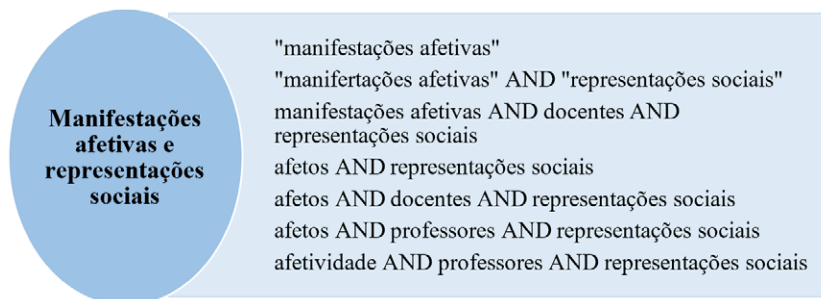 Manifestações
afetivas e
representações
sociais
"manifestações afetivas"
"manifertações afetivas" AND "representações sociais"
manifestações afetivas AND docentes AND
representações sociais
afetos AND representações sociais
afetos AND docentes AND representações sociais
afetos AND professores AND representações sociais
afetividade AND professores AND representações sociais